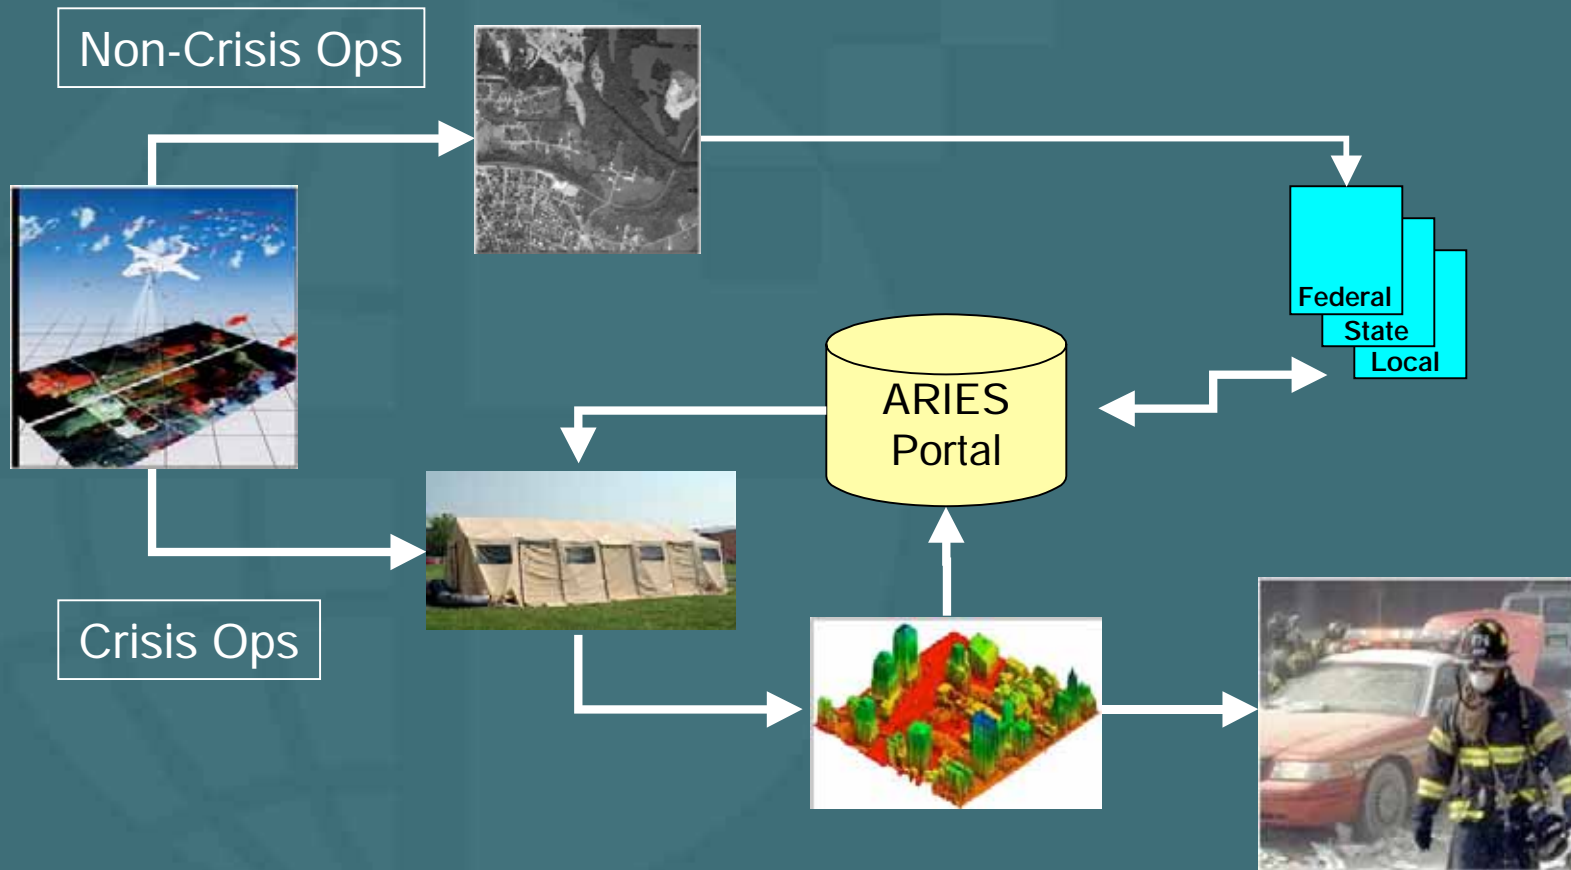 Non-Crisis Ops
Federal
State
Local
ARIES
Portal
Crisis Ops